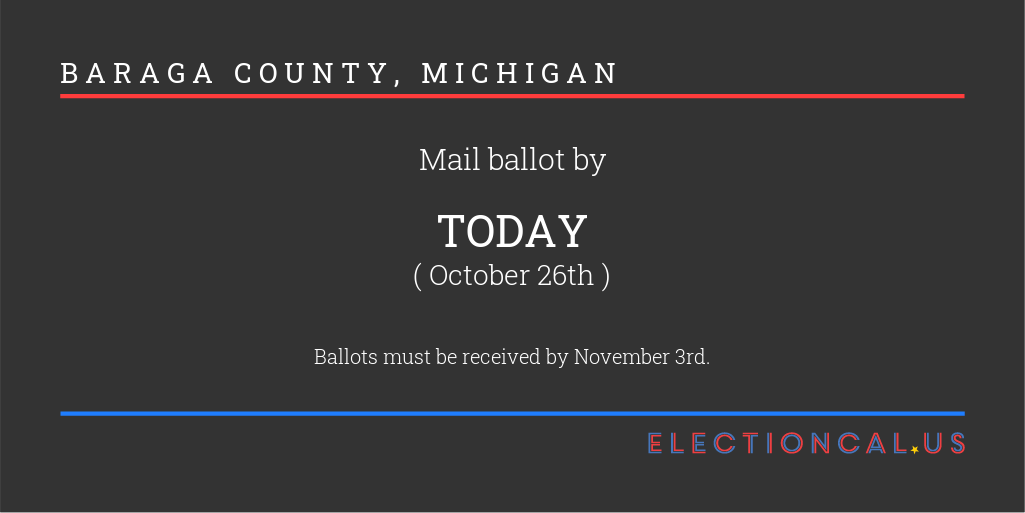 BARAGA COUNTY, MICHIGAN
Mail ballot by
TODAY
( October 26th )
Ballots must be received by November 3rd.
ELECTIONCAL.US